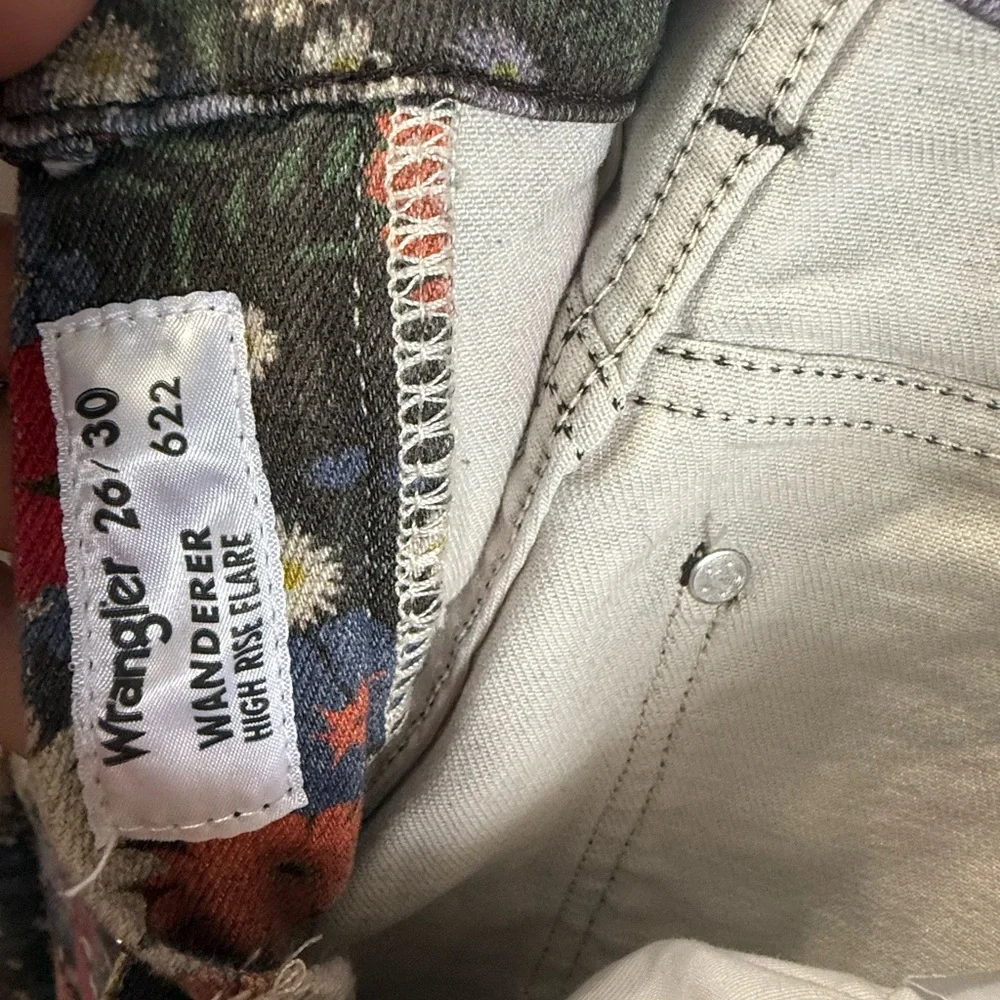 Wrangler 26/30
622
WANDERER
HIGH RISE FLARE